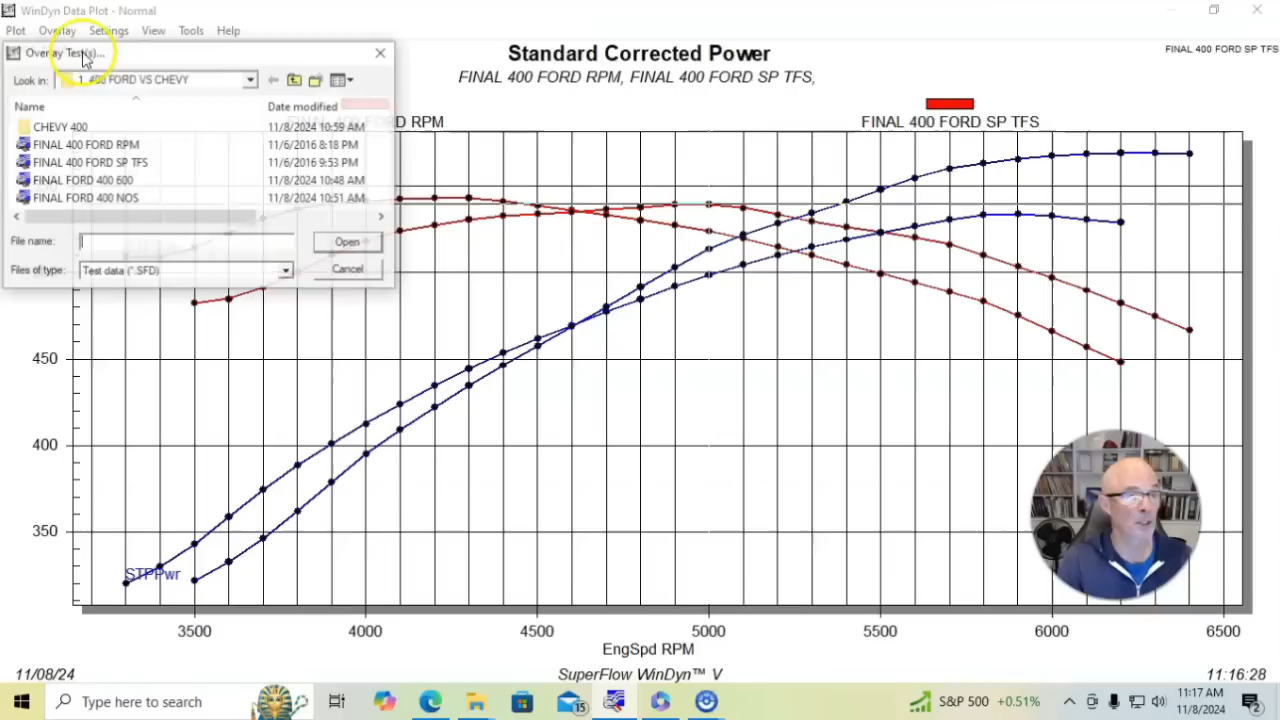 WinDyn Data Plot - Normal
Plot Overlay Settings View Tools Help
Overlay Test(s)...
Look in: 1 400 FORD VS CHEVY
Name Date modified
CHEVY 400 11/8/2024 10:59 AM
FINAL 400 FORD RPM 11/6/2016 8:18 PM
FINAL 400 FORD SP TFS 11/6/2016 9:53 PM
FINAL FORD 400 600 11/8/2024 10:48 AM
FINAL FORD 400 NOS 11/8/2024 10:51 AM
File name: Open
Files of type: Test data (*.SFD) Cancel
Standard Corrected Power
FINAL 400 FORD RPM, FINAL 400 FORD SP TFS,
FINAL 400 FORD SP TFS
D RPM
FINAL 400 FORD SP TFS
450
400
350
STPPwr
3500 4000 4500 5000 5500 6000 6500
EngSpd RPM
11/08/24 SuperFlow WinDyn™ V 11:16:28
Type here to search
15
S&P 500 +0.51%
11:17 AM
11/8/2024
2